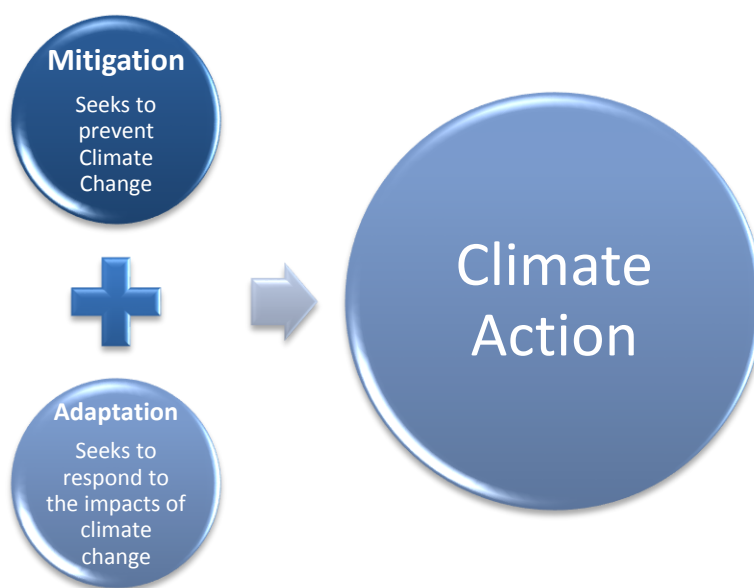 Mitigation
Seeks to
prevent
Climate
Change
Adaptation
Seeks to
respond to
the impacts of
climate
change
Climate
Action